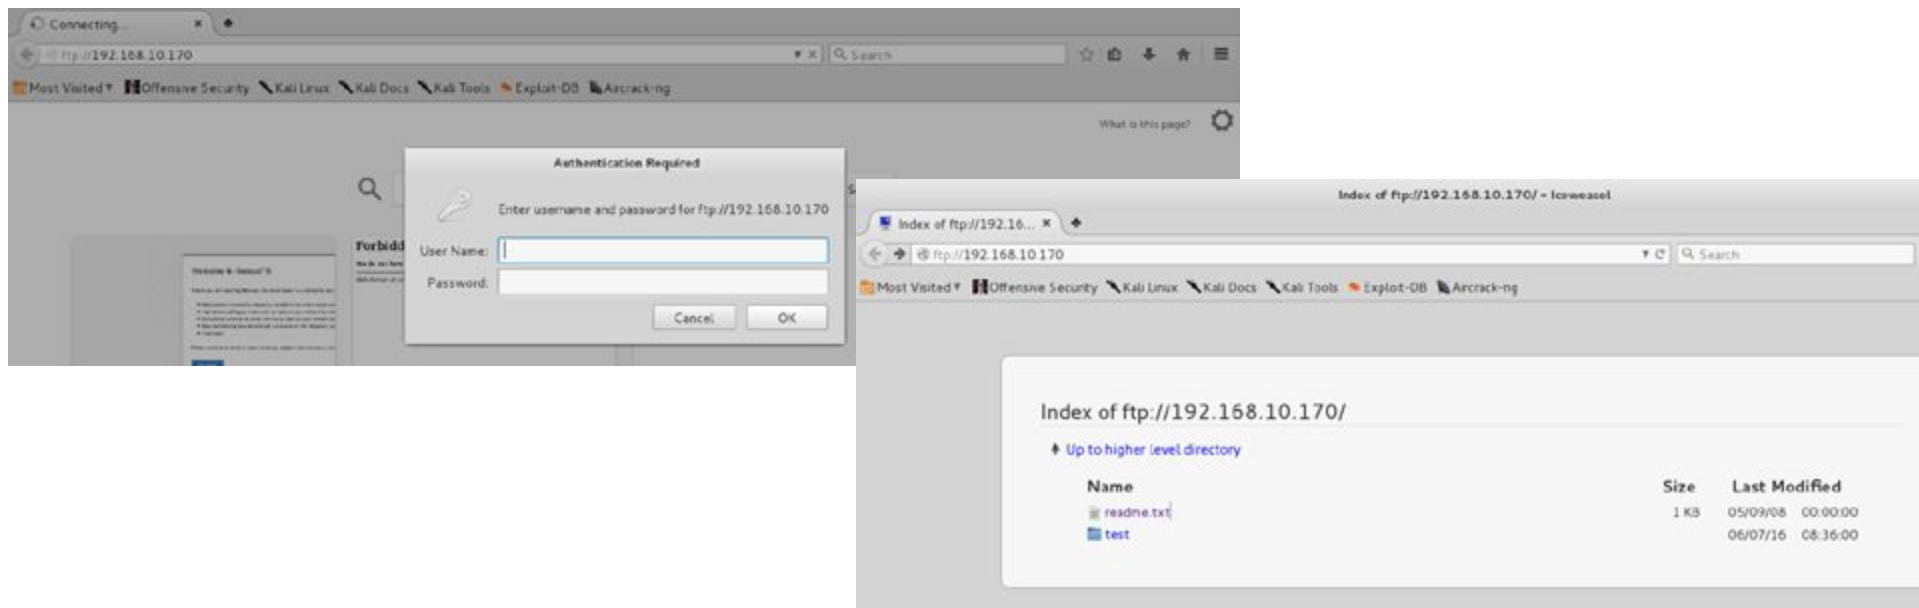 Connecting...
ftp://192.168.10.170
Search
Most Visited
Offensive Security
Kali Linux
Kali Docs
Kali Tools
Exploit-DB
Aircrack-ng
What is this page?
Authentication Required
Enter username and password for ftp://192.168.10.170
User Name:
Password:
Cancel
OK
Forbidd
Index of ftp://192.168.10.170/ - Iceweasel
Index of ftp://192.16...
ftp://192.168.10.170
Search
Most Visited
Offensive Security
Kali Linux
Kali Docs
Kali Tools
Exploit-DB
Aircrack-ng
Index of ftp://192.168.10.170/
Up to higher level directory
Name Size Last Modified
readme.txt 1 KB 05/09/08 00:00:00
test 06/07/16 08:36:00